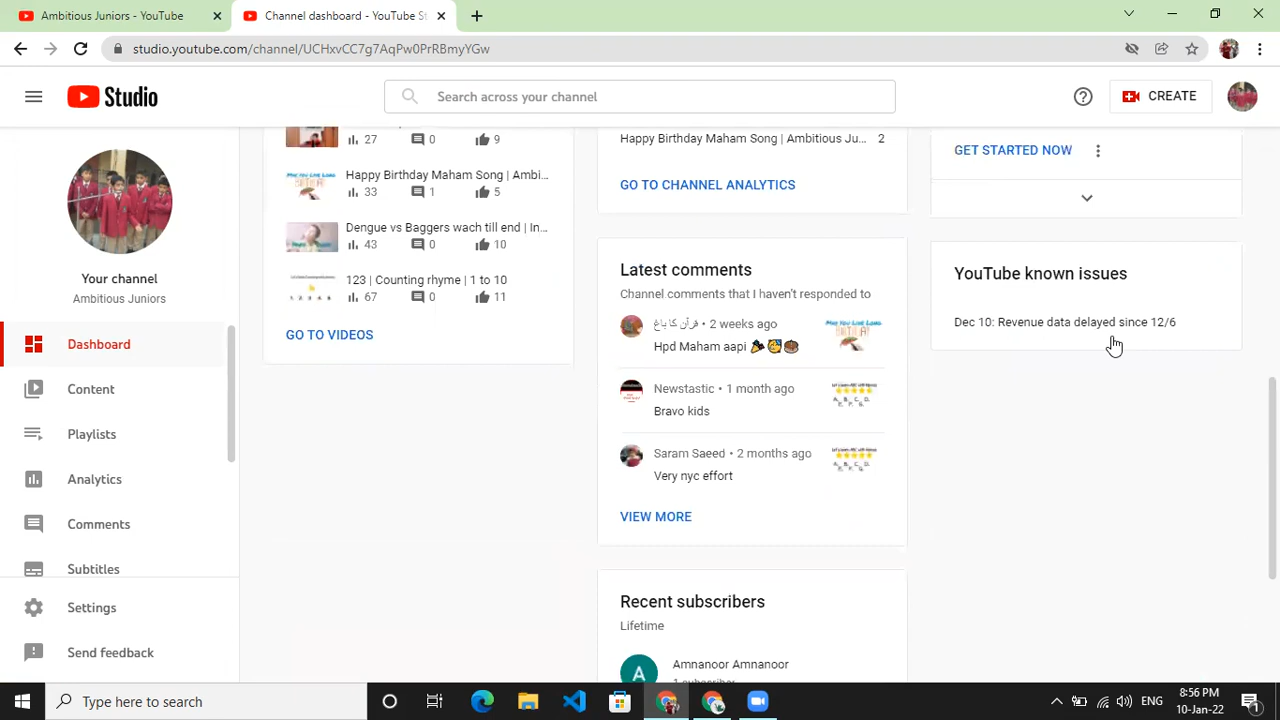 Ambitious Juniors - YouTube
Channel dashboard - YouTube St
studio.youtube.com/channel/UCHxvCC7g7AqPw0PrRBmyYGw
Studio
Search across your channel
CREATE
Your channel
Ambitious Juniors
Dashboard
Content
Playlists
Analytics
Comments
Subtitles
Settings
Send feedback
27 0 9
Happy Birthday Maham Song | Ambi...
33 1 5
Dengue vs Baggers wach till end | In...
43 0 10
123 | Counting rhyme | 1 to 10
67 0 11
GO TO VIDEOS
Happy Birthday Maham Song | Ambitious Ju... 2
GO TO CHANNEL ANALYTICS
Latest comments
Channel comments that I haven't responded to
قرآن کا باغ • 2 weeks ago
Hpd Maham aapi 🎉🥳🎂
Newstastic • 1 month ago
Bravo kids
Saram Saeed • 2 months ago
Very nyc effort
VIEW MORE
Recent subscribers
Lifetime
A
Amnanoor Amnanoor
1 subscriber
GET STARTED NOW
YouTube known issues
Dec 10: Revenue data delayed since 12/6
Type here to search
ENG
8:56 PM
10-Jan-22
1